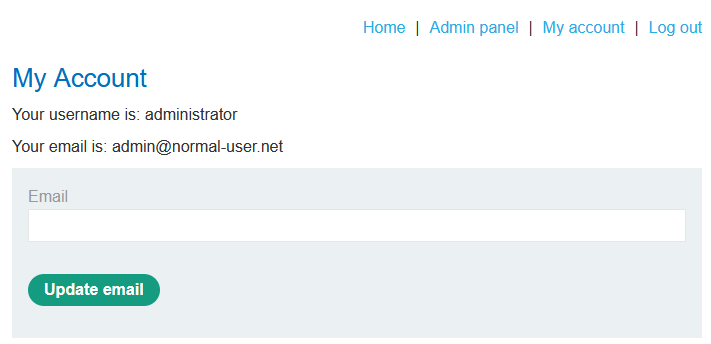 Home | Admin panel | My account | Log out
My Account
Your username is: administrator
Your email is: admin@normal-user.net
Email
Update email